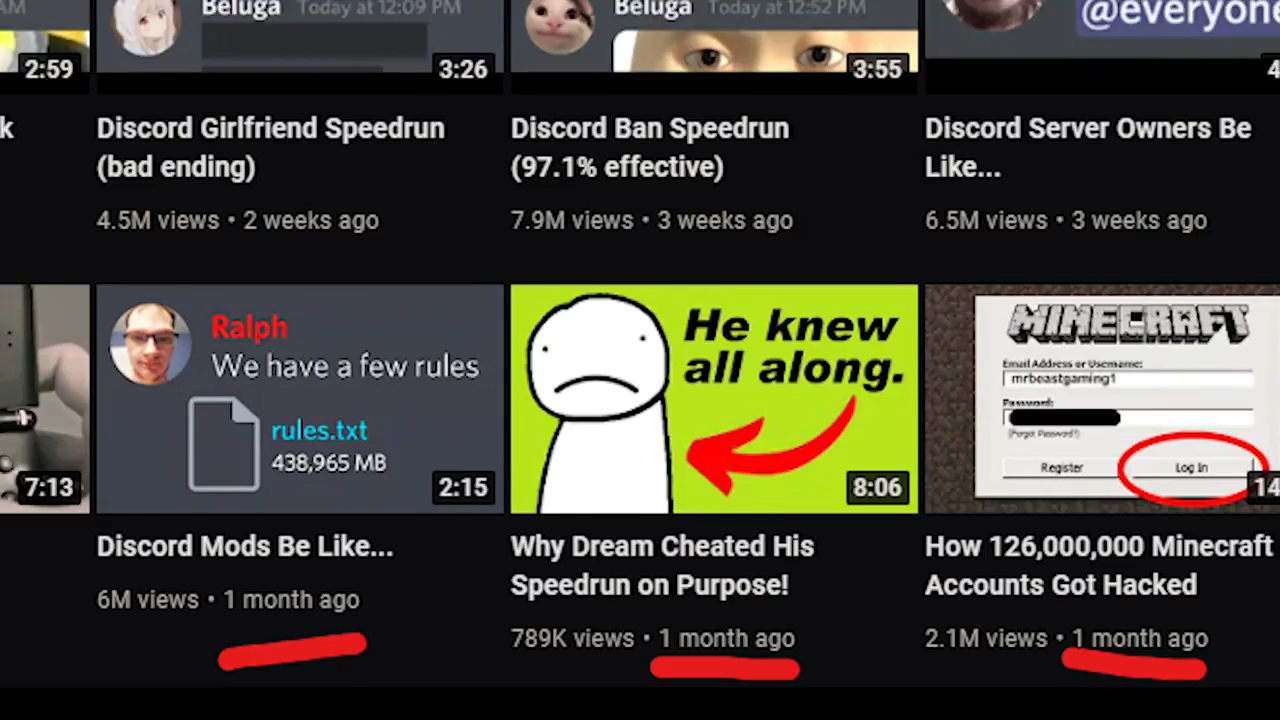 AM
Beluga Today at 12:09 PM
Beluga Today at 12:52 PM
@everyone
2:59
3:26
3:55
4
k
Discord Girlfriend Speedrun
(bad ending)
4.5M views • 2 weeks ago
Discord Ban Speedrun
(97.1% effective)
7.9M views • 3 weeks ago
Discord Server Owners Be
Like...
6.5M views • 3 weeks ago
7:13
Ralph
We have a few rules
rules.txt
438,965 MB
2:15
Discord Mods Be Like...
6M views • 1 month ago
He knew
all along.
8:06
Why Dream Cheated His
Speedrun on Purpose!
789K views • 1 month ago
MINECRAFT
Email Address or Username:
mrbeastgaming1
Password:
(Forgot Password?)
Register
Log In
14
How 126,000,000 Minecraft
Accounts Got Hacked
2.1M views • 1 month ago